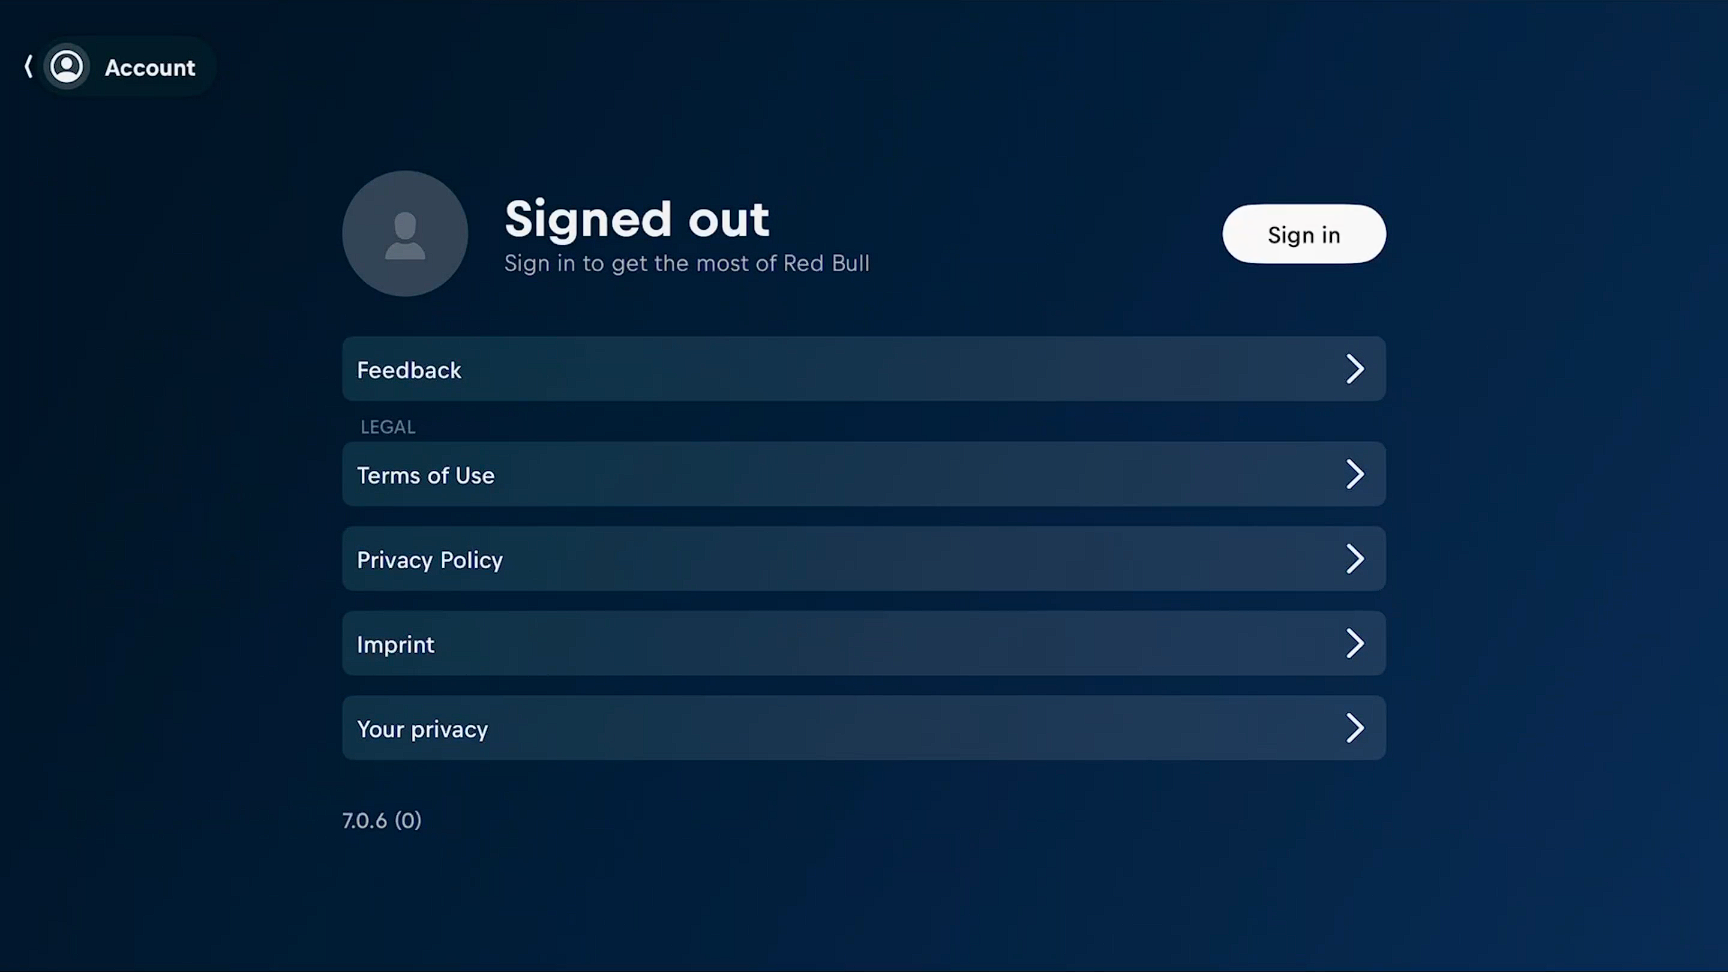 Account
Signed out
Sign in to get the most of Red Bull
Sign in
Feedback
LEGAL
Terms of Use
Privacy Policy
Imprint
Your privacy
7.0.6 (0)